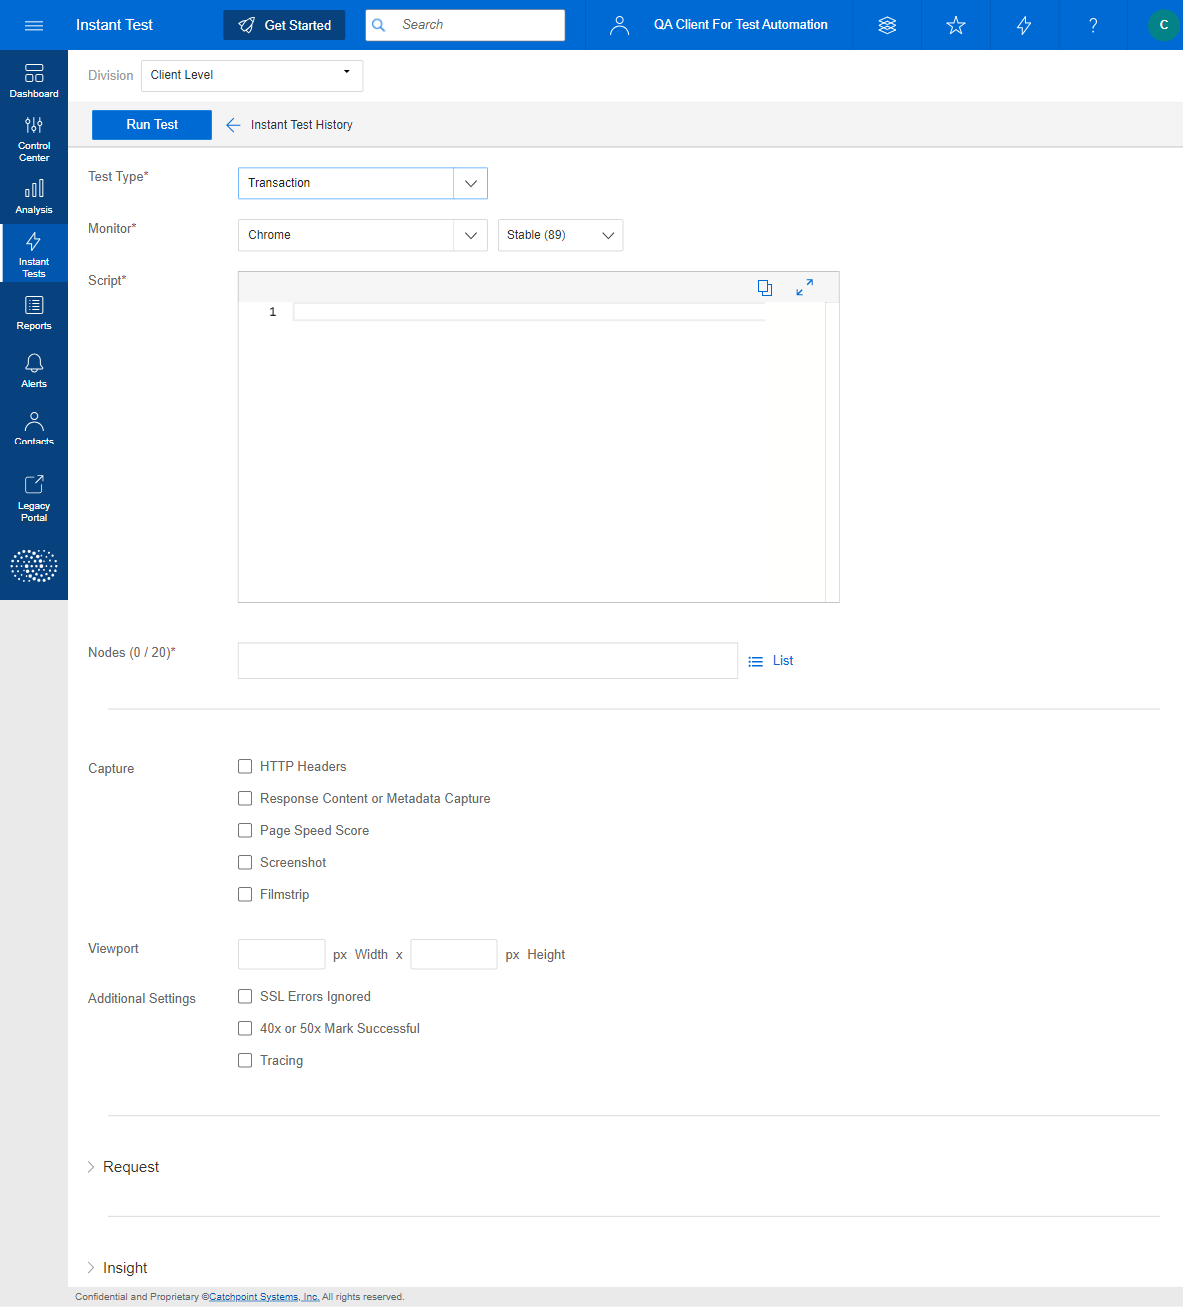 Instant Test
Get Started
Search
QA Client For Test Automation
?
C
Dashboard
Control
Center
Analysis
Instant
Tests
Reports
Alerts
Contacts
Legacy
Portal
Division
Client Level
Run Test
Instant Test History
Test Type*
Transaction
Monitor*
Chrome
Stable (89)
Script*
1
Nodes (0 / 20)*
List
Capture
HTTP Headers
Response Content or Metadata Capture
Page Speed Score
Screenshot
Filmstrip
Viewport
px Width x
px Height
Additional Settings
SSL Errors Ignored
40x or 50x Mark Successful
Tracing
Request
Insight
Confidential and Proprietary ©Catchpoint Systems, Inc. All rights reserved.